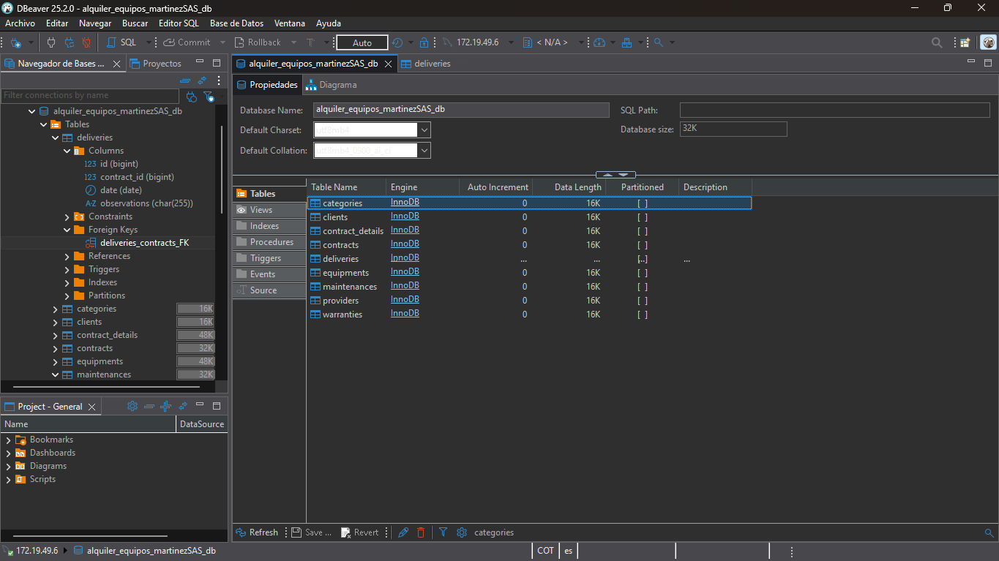 DBeaver 25.2.0 - alquiler_equipos_martinezSAS_db
Archivo Editar Navegar Buscar Editor SQL Base de Datos Ventana Ayuda
SQL Commit Rollback T Auto 172.19.49.6 < N/A >
Navegador de Bases ... Proyectos
Filter connections by name
alquiler_equipos_martinezSAS_db
Tables
deliveries
Columns
123 id (bigint)
123 contract_id (bigint)
date (date)
A-Z observations (char(255))
Constraints
Foreign Keys
deliveries_contracts_FK
References
Triggers
Indexes
Partitions
categories 16K
clients 16K
contract_details 48K
contracts 32K
equipments 48K
maintenances 32K
Project - General
Name DataSource
Bookmarks
Dashboards
Diagrams
Scripts
alquiler_equipos_martinezSAS_db deliveries
Propiedades Diagrama
Database Name: alquiler_equipos_martinezSAS_db SQL Path:
Default Charset: utf8mb4 Database size: 32K
Default Collation: utf8mb4_0900_ai_ci
Tables
Views
Indexes
Procedures
Triggers
Events
Source
Table Name Engine Auto Increment Data Length Partitioned Description
categories InnoDB 0 16K [ ]
clients InnoDB 0 16K [ ]
contract_details InnoDB 0 16K [ ]
contracts InnoDB 0 16K [ ]
deliveries InnoDB ... ... [..] ...
equipments InnoDB 0 16K [ ]
maintenances InnoDB 0 16K [ ]
providers InnoDB 0 16K [ ]
warranties InnoDB 0 16K [ ]
Refresh Save ... Revert categories
172.19.49.6 alquiler_equipos_martinezSAS_db COT es